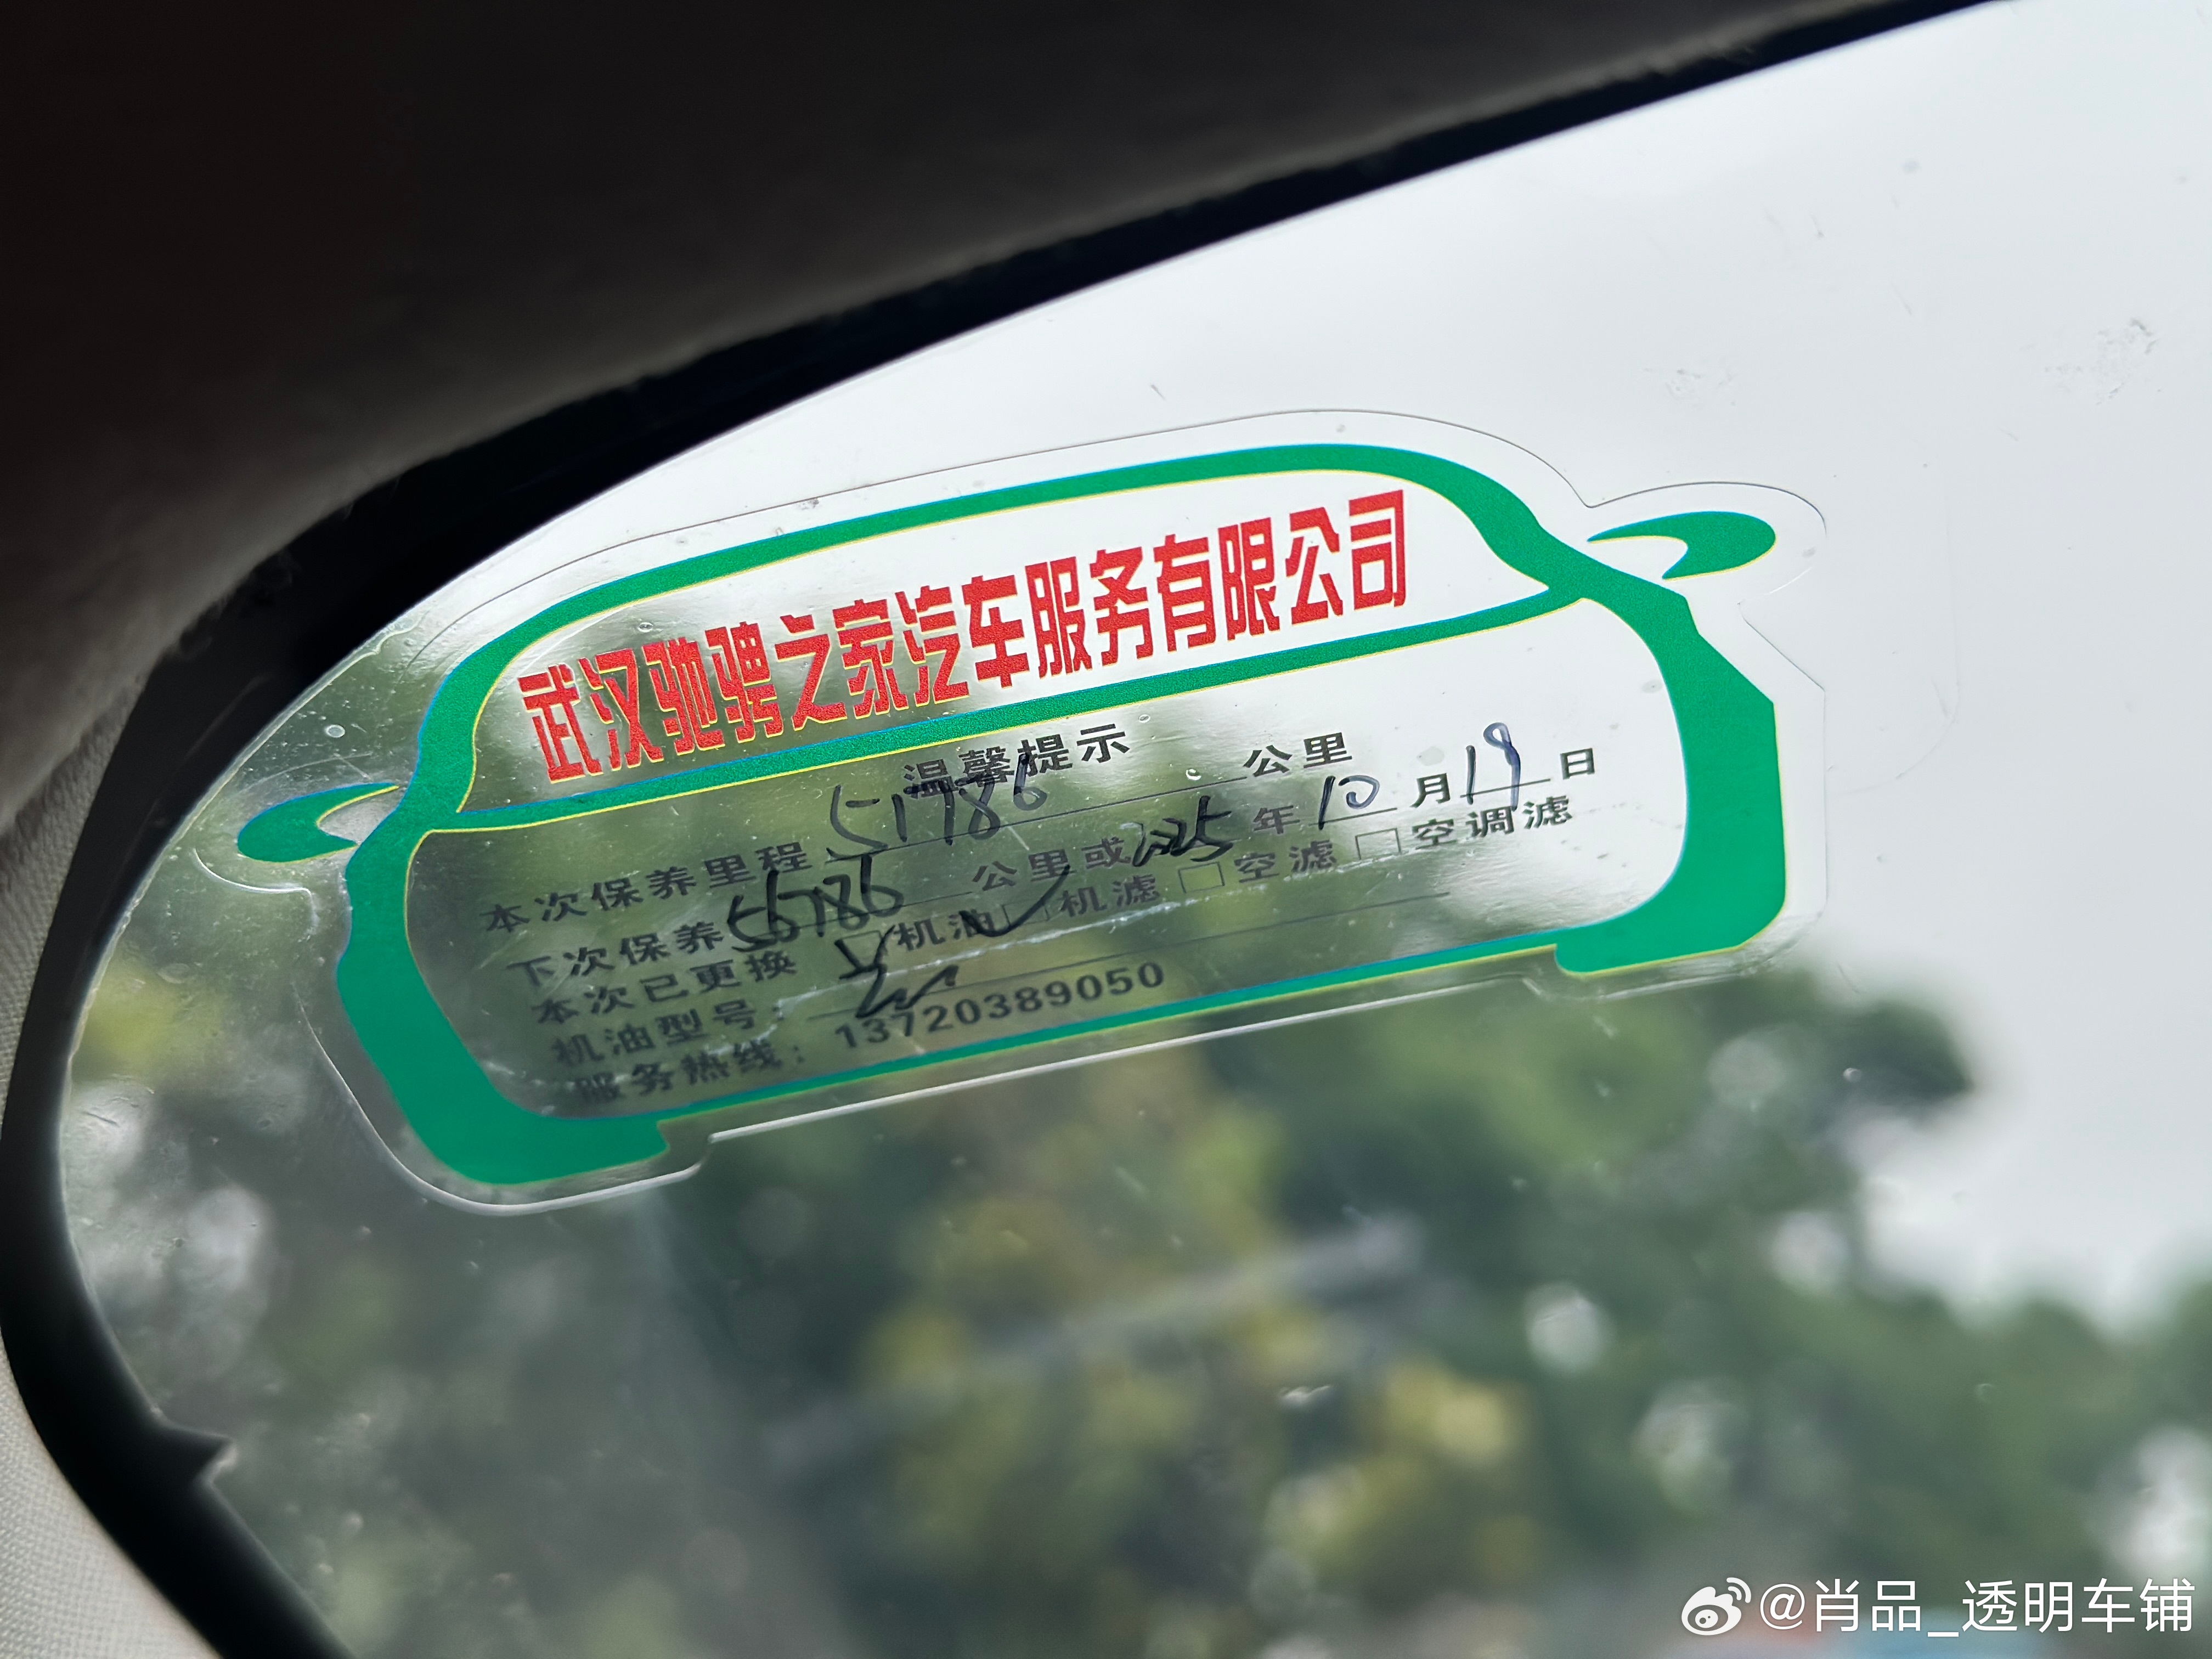 武汉驰骋之家汽车服务有限公司
温馨提示
本次保养里程 51786 公里
下次保养 56786 公里或 2025 年 10 月 19 日
本次已更换 ☑机油 ☑机滤 □空滤 □空调滤
机油型号：
服务热线：13720389050
@肖品_透明车铺